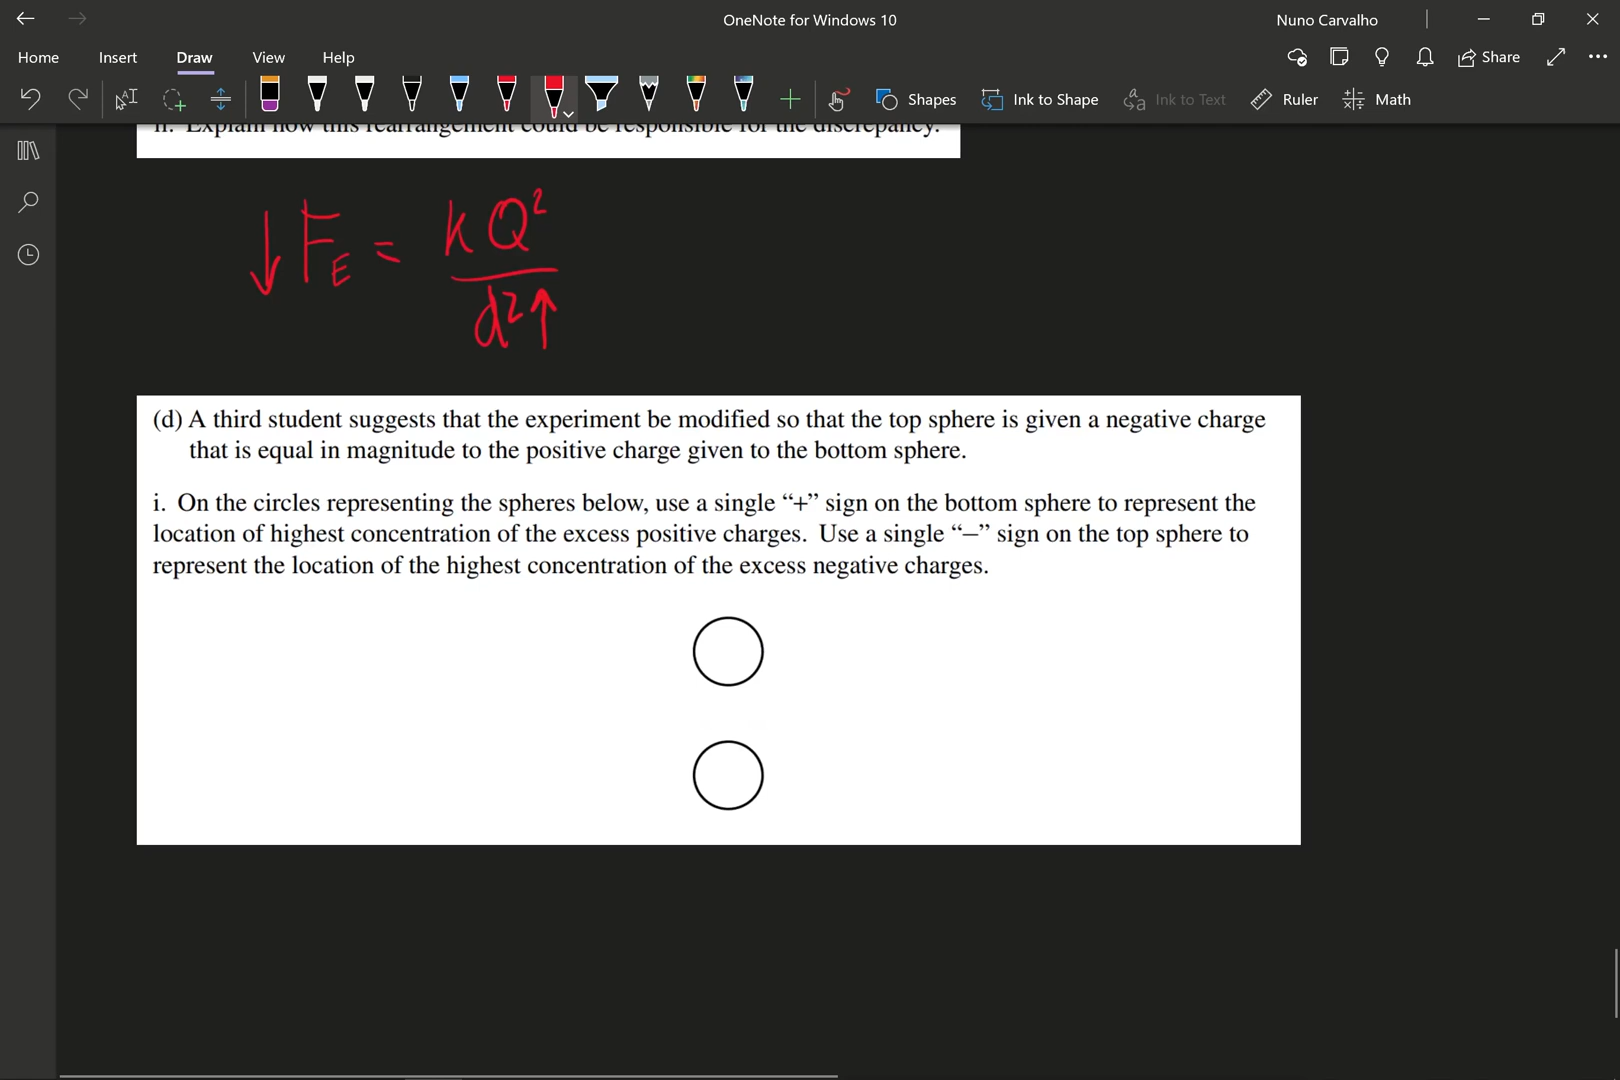 OneNote for Windows 10
Nuno Carvalho
Home Insert Draw View Help
Share
Shapes Ink to Shape Ink to Text Ruler Math
ii. Explain how this rearrangement could be responsible for the discrepancy.
↓ F_E = kQ²
d²↑
(d) A third student suggests that the experiment be modified so that the top sphere is given a negative charge
that is equal in magnitude to the positive charge given to the bottom sphere.
i. On the circles representing the spheres below, use a single “+” sign on the bottom sphere to represent the
location of highest concentration of the excess positive charges. Use a single “−” sign on the top sphere to
represent the location of the highest concentration of the excess negative charges.